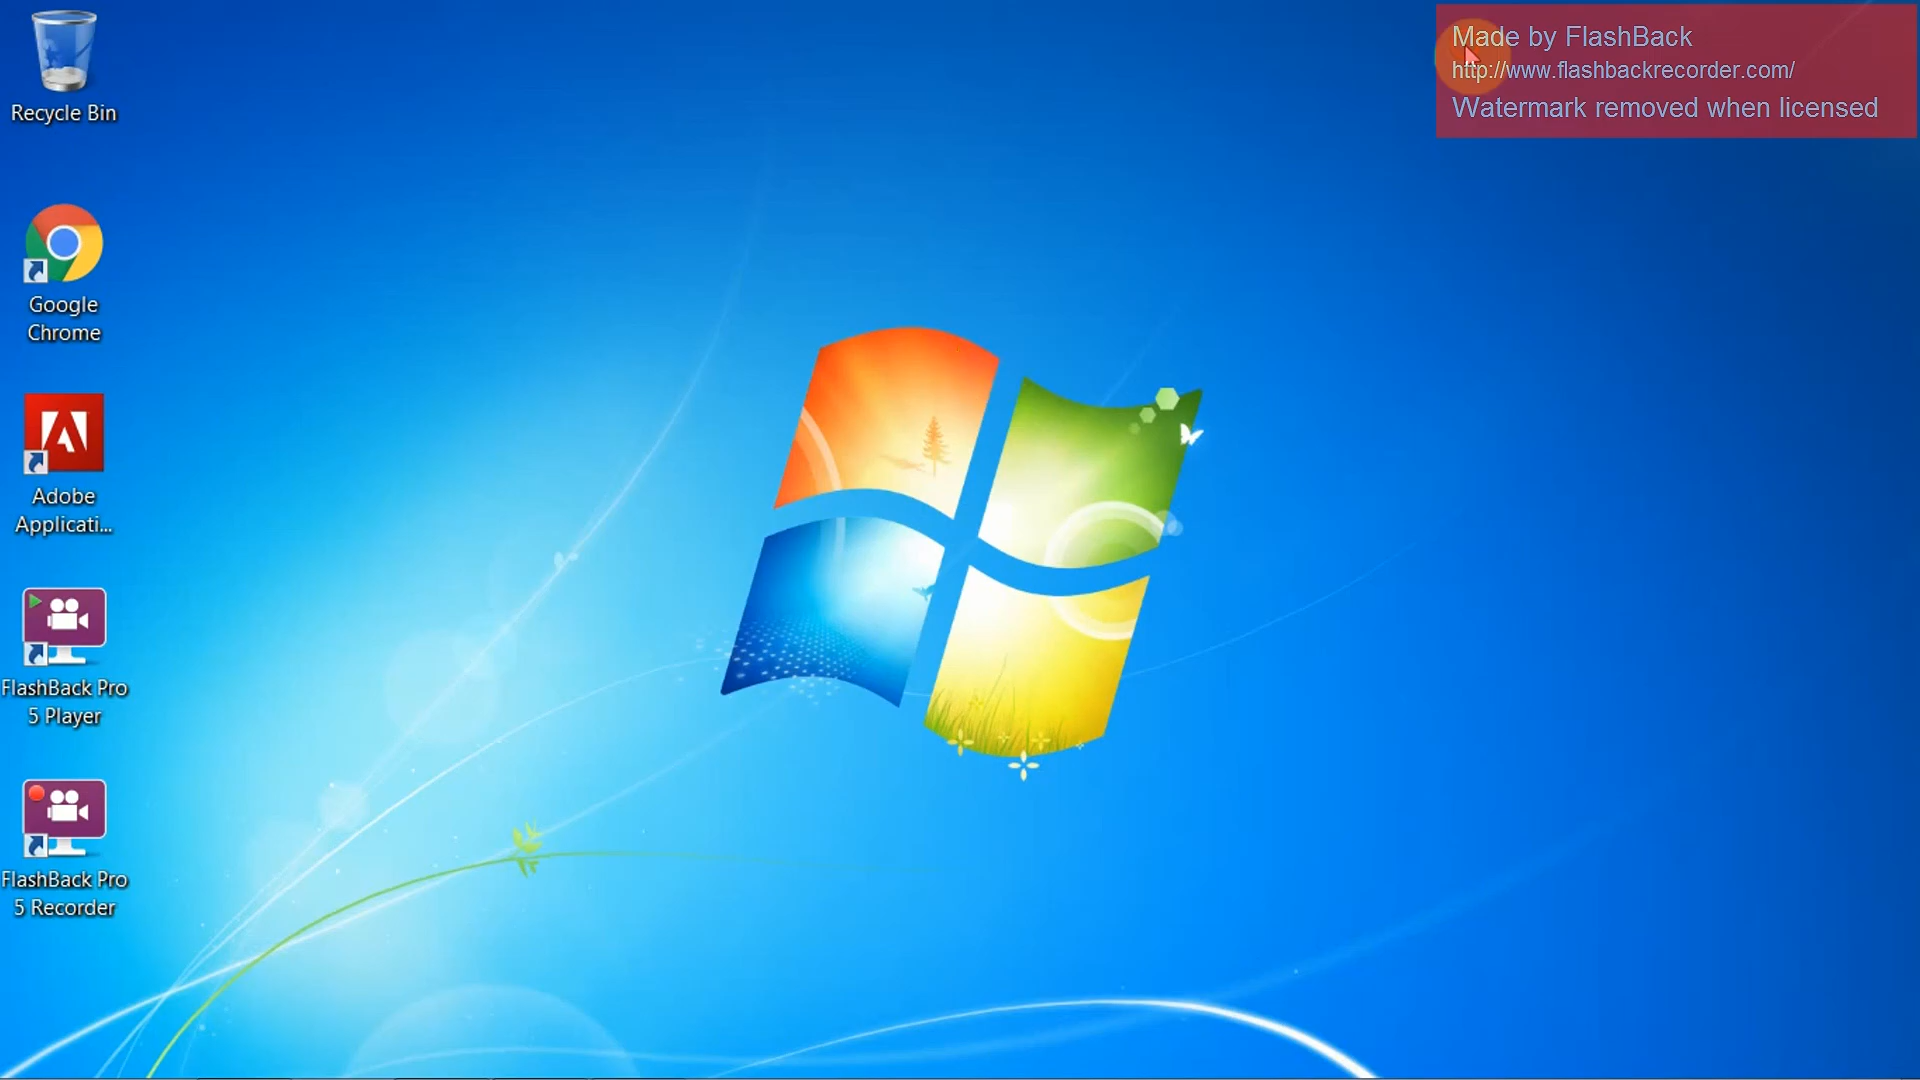 Made by FlashBack
http://www.flashbackrecorder.com/
Watermark removed when licensed
Recycle Bin
Google
Chrome
Adobe
Applicati...
FlashBack Pro
5 Player
FlashBack Pro
5 Recorder